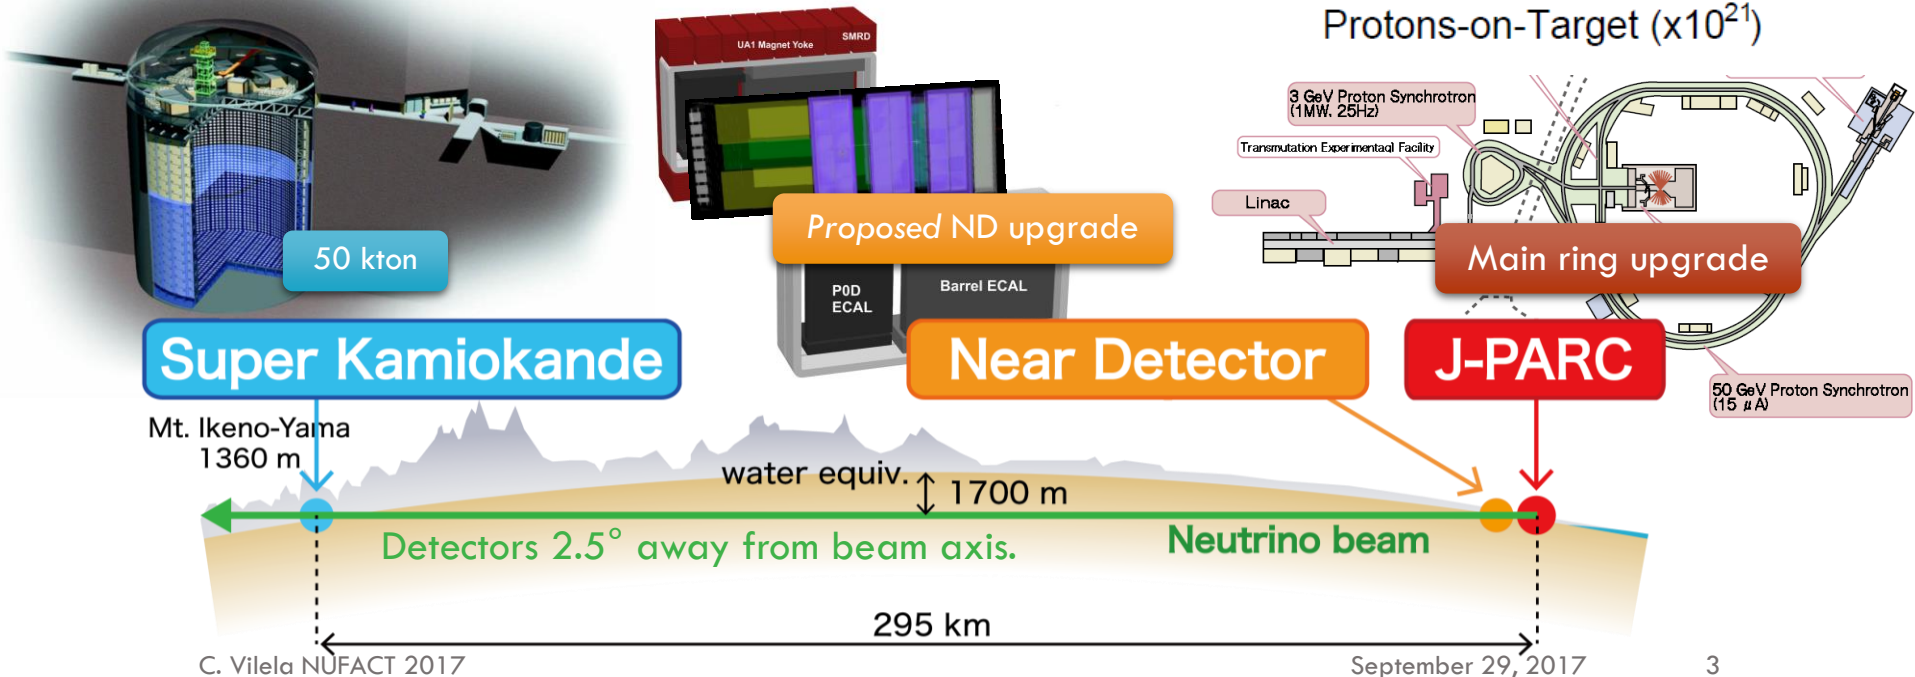 Protons-on-Target (x10²¹)
UA1 Magnet Yoke
SMRD
3 GeV Proton Synchrotron
(1MW, 25Hz)
Transmutation Experimentaql Facility
Linac
Proposed ND upgrade
50 kton
Main ring upgrade
P0D
ECAL
Barrel ECAL
Super Kamiokande
Near Detector
J-PARC
50 GeV Proton Synchrotron
(15 μA)
Mt. Ikeno-Yama
1360 m
water equiv.
1700 m
Detectors 2.5° away from beam axis.
Neutrino beam
295 km
C. Vilela NUFACT 2017
September 29, 2017
3